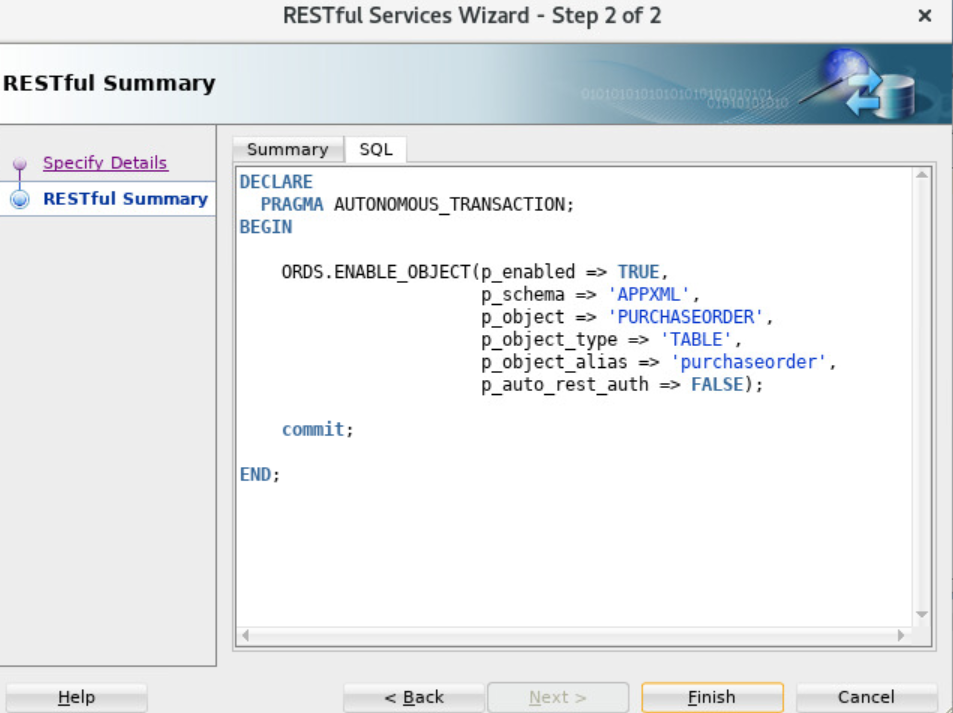 RESTful Services Wizard - Step 2 of 2
RESTful Summary
Specify Details
RESTful Summary
Summary
SQL
DECLARE
  PRAGMA AUTONOMOUS_TRANSACTION;
BEGIN
    ORDS.ENABLE_OBJECT(p_enabled => TRUE,
                       p_schema => 'APPXML',
                       p_object => 'PURCHASEORDER',
                       p_object_type => 'TABLE',
                       p_object_alias => 'purchaseorder',
                       p_auto_rest_auth => FALSE);
    commit;
END;
Help
< Back
Next >
Finish
Cancel